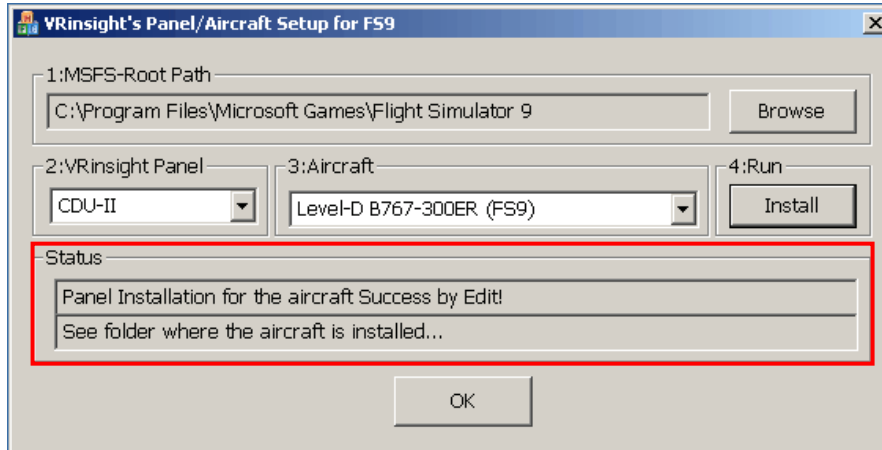 VRinsight's Panel/Aircraft Setup for FS9
1:MSFS-Root Path
C:\Program Files\Microsoft Games\Flight Simulator 9
Browse
2:VRinsight Panel
3:Aircraft
4:Run
CDU-II
Level-D B767-300ER (FS9)
Install
Status
Panel Installation for the aircraft Success by Edit!
See folder where the aircraft is installed...
OK